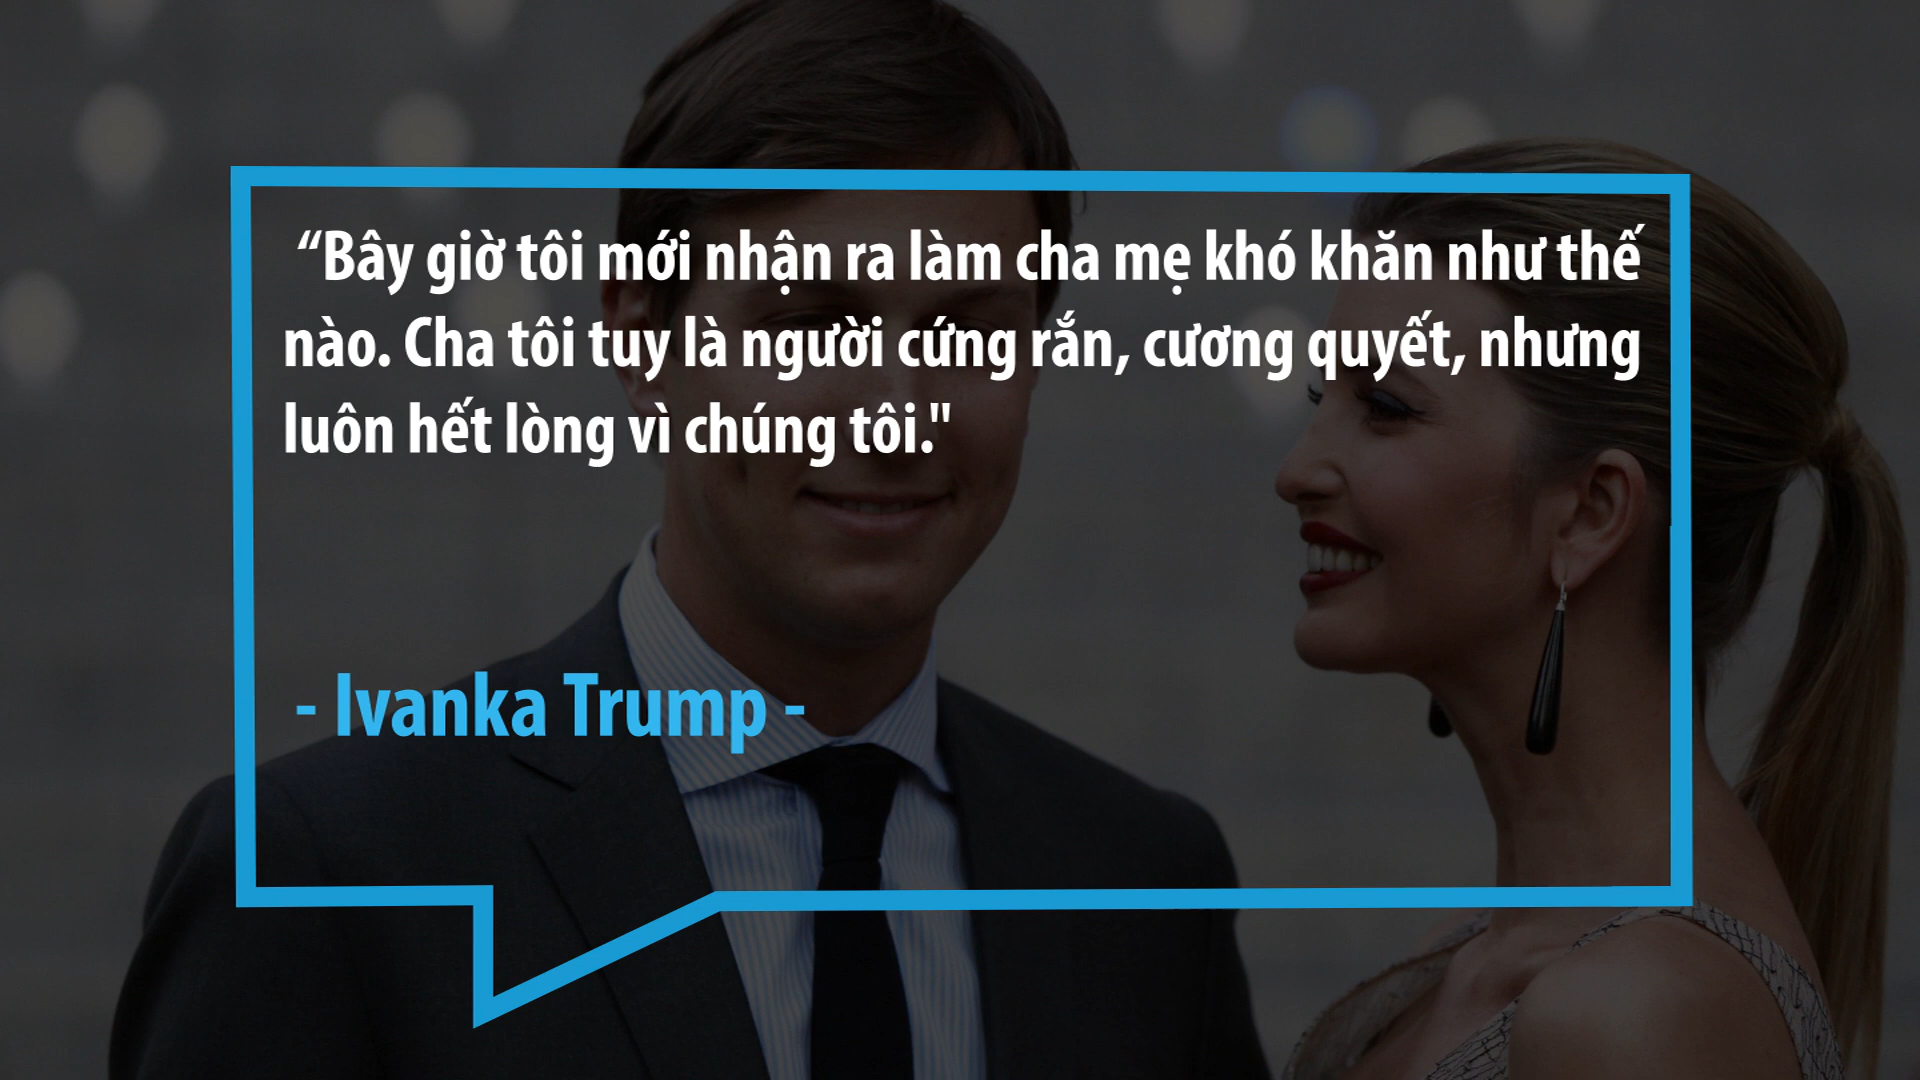 “Bây giờ tôi mới nhận ra làm cha mẹ khó khăn như thế
nào. Cha tôi tuy là người cứng rắn, cương quyết, nhưng
luôn hết lòng vì chúng tôi."
- Ivanka Trump -